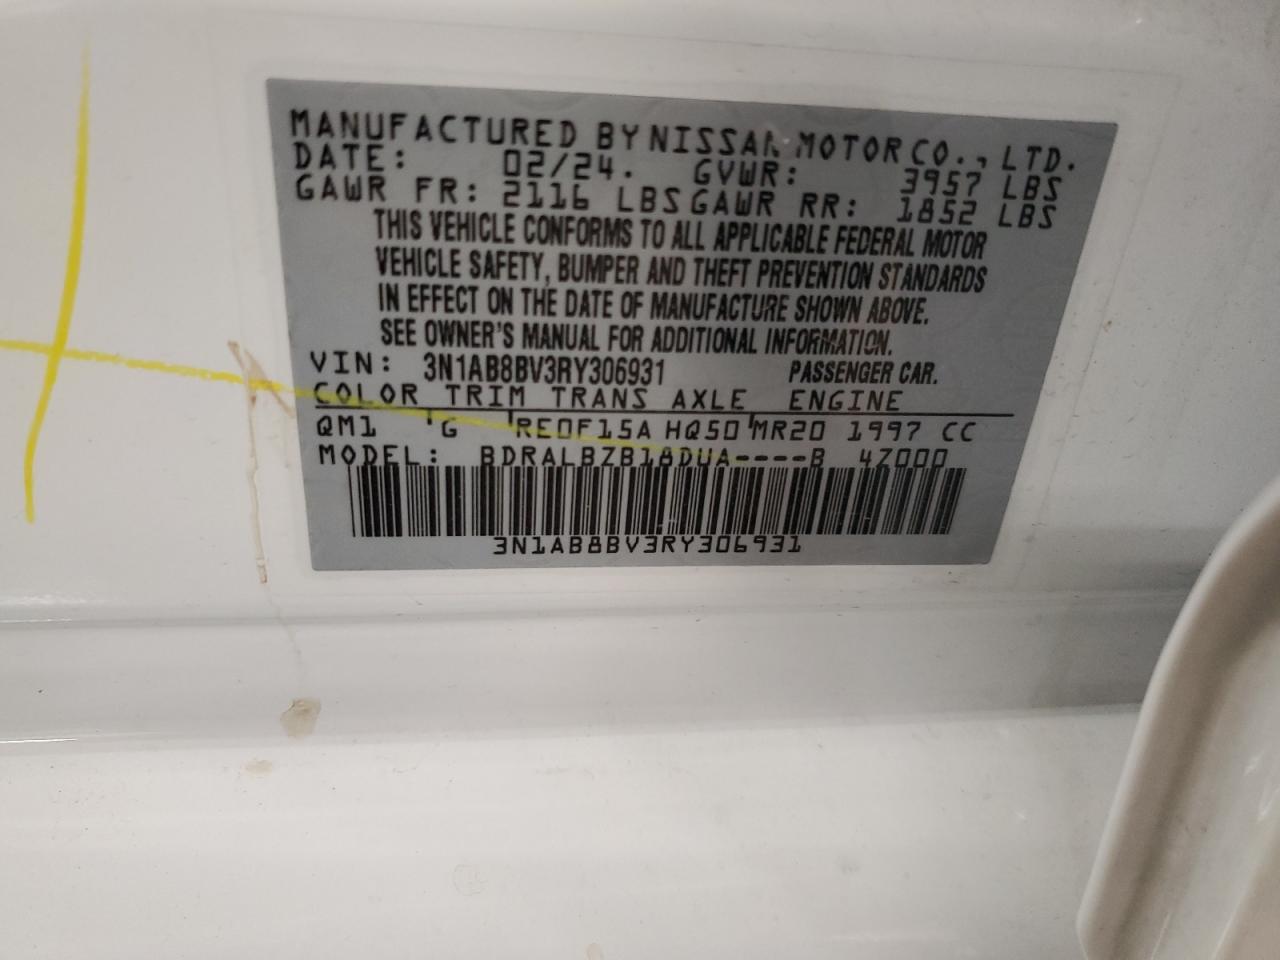 MANUFACTURED BY NISSAN MOTOR CO., LTD.
DATE: 02/24. GVWR: 3957 LBS
GAWR FR: 2116 LBS GAWR RR: 1852 LBS
THIS VEHICLE CONFORMS TO ALL APPLICABLE FEDERAL MOTOR
VEHICLE SAFETY, BUMPER AND THEFT PREVENTION STANDARDS
IN EFFECT ON THE DATE OF MANUFACTURE SHOWN ABOVE.
SEE OWNER'S MANUAL FOR ADDITIONAL INFORMATION.
VIN: 3N1AB8BV3RY306931 PASSENGER CAR.
COLOR TRIM TRANS AXLE ENGINE
QM1 G RE0F15A HQ50 MR20 1997 CC
MODEL: BDRALBZB18DUA----B 4Z000
3N1AB8BV3RY306931